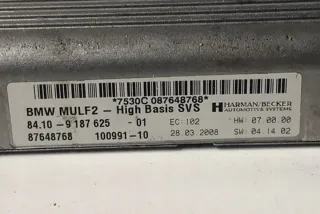 *7530C 087648768*
BMW MULF2 - High Basis SVS
HARMAN/BECKER
AUTOMOTIVE SYSTEMS
84.10-9 187 625 -01 EC: 102 HW: 07.00.00
87648768 100991-10 28.03.2008 SW: 04 14 02